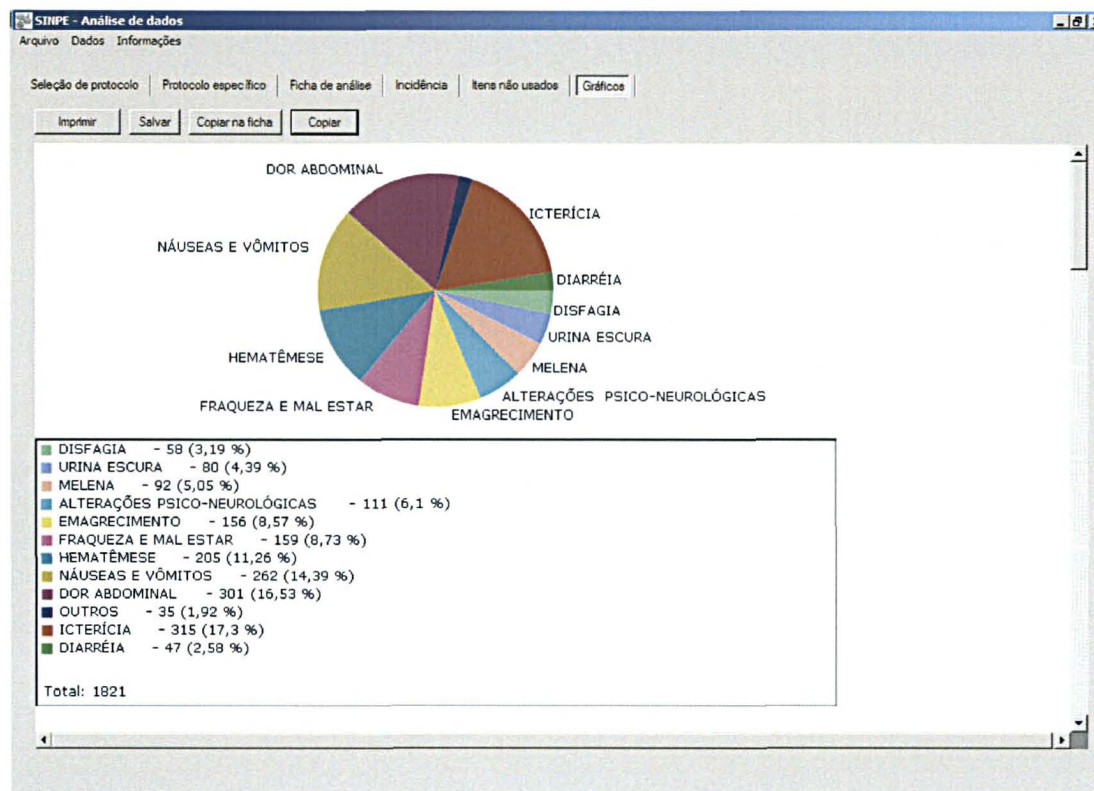 SINPE - Análise de dados
Arquivo Dados Informações
Seleção de protocolo Protocolo específico Ficha de análise Incidência Itens não usados Gráficos
Imprimir Salvar Copiar na ficha Copiar
DOR ABDOMINAL
ICTERÍCIA
NÁUSEAS E VÔMITOS
DIARRÉIA
DISFAGIA
URINA ESCURA
HEMATÊMESE
MELENA
ALTERAÇÕES PSICO-NEUROLÓGICAS
FRAQUEZA E MAL ESTAR
EMAGRECIMENTO
DISFAGIA - 58 (3,19 %)
URINA ESCURA - 80 (4,39 %)
MELENA - 92 (5,05 %)
ALTERAÇÕES PSICO-NEUROLÓGICAS - 111 (6,1 %)
EMAGRECIMENTO - 156 (8,57 %)
FRAQUEZA E MAL ESTAR - 159 (8,73 %)
HEMATÊMESE - 205 (11,26 %)
NÁUSEAS E VÔMITOS - 262 (14,39 %)
DOR ABDOMINAL - 301 (16,53 %)
OUTROS - 35 (1,92 %)
ICTERÍCIA - 315 (17,3 %)
DIARRÉIA - 47 (2,58 %)
Total: 1821